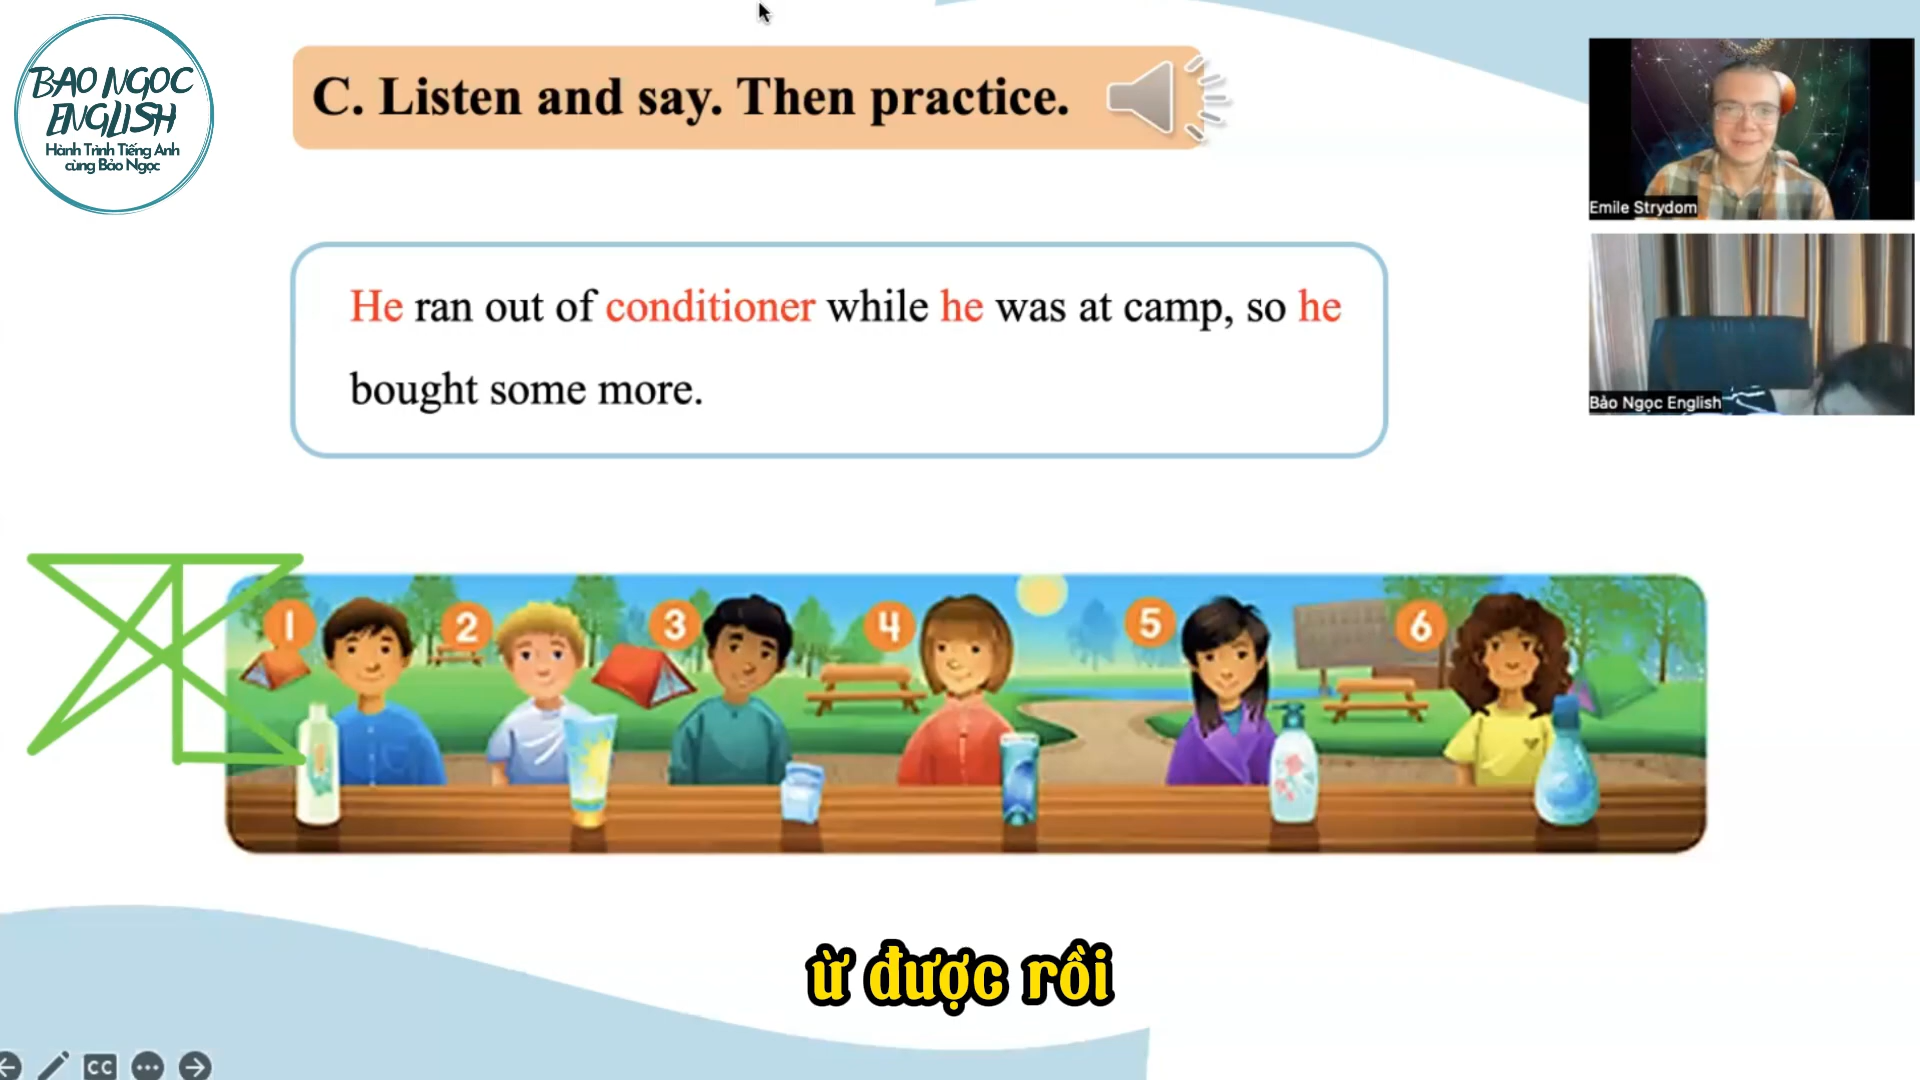 BAO NGOC
ENGLISH
Hành Trình Tiếng Anh
cùng Bảo Ngọc
C. Listen and say. Then practice.
Emile Strydom
Bảo Ngọc English
He ran out of conditioner while he was at camp, so he
bought some more.
1 2 3 4 5 6
ừ được rồi
CC